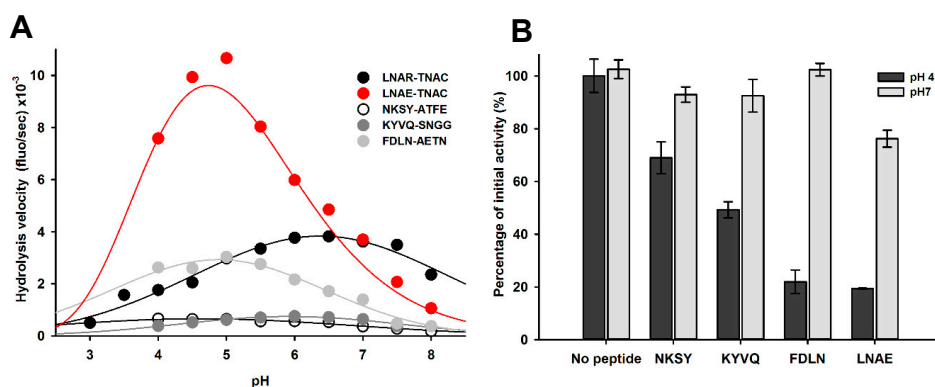 A
Hydrolysis velocity (fluo/sec) x10-3
10
8
6
4
2
0
3 4 5 6 7 8
pH
LNAR-TNAC
LNAE-TNAC
NKSY-ATFE
KYVQ-SNGG
FDLN-AETN
B
Percentage of initial activity (%)
100
80
60
40
20
0
No peptide NKSY KYVQ FDLN LNAE
pH 4
pH7